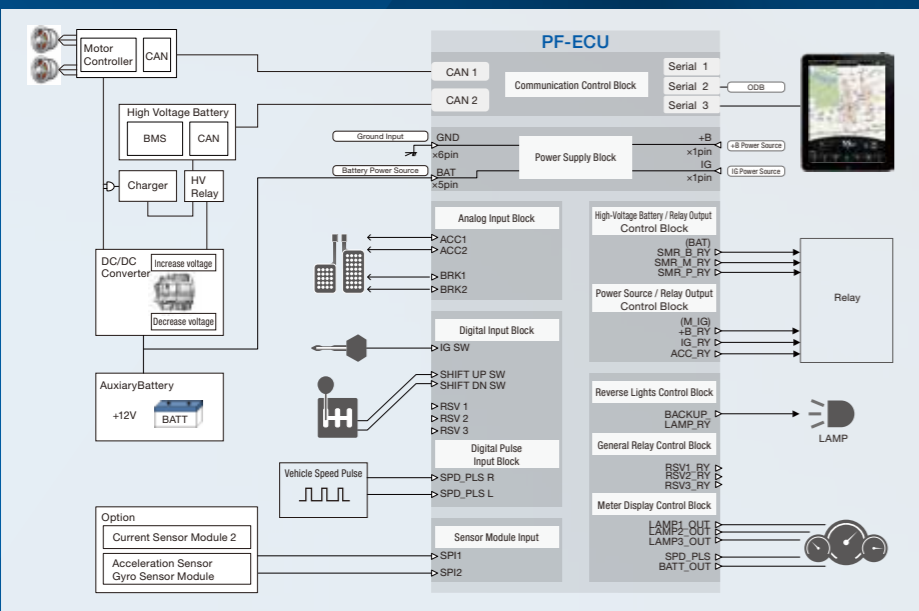 PF-ECU
Motor
Controller
CAN
High Voltage Battery
BMS
CAN
Charger
HV
Relay
DC/DC
Converter
Increase voltage
Decrease voltage
AuxiaryBattery
+12V
BATT
Option
Current Sensor Module 2
Acceleration Sensor
Gyro Sensor Module
Vehicle Speed Pulse
Ground Input
Battery Power Source
CAN 1
CAN 2
Communication Control Block
Serial 1
Serial 2
Serial 3
ODB
GND
×6pin
BAT
×5pin
Power Supply Block
+B
×1pin
IG
×1pin
+B Power Source
IG Power Source
Analog Input Block
ACC1
ACC2
BRK1
BRK2
Digital Input Block
IG SW
SHIFT UP SW
SHIFT DN SW
RSV 1
RSV 2
RSV 3
Digital Pulse
Input Block
SPD_PLS R
SPD_PLS L
Sensor Module Input
SPI1
SPI2
High-Voltage Battery / Relay Output
Control Block
(BAT)
SMR_B_RY
SMR_M_RY
SMR_P_RY
Power Source / Relay Output
Control Block
(M_IG)
+B_RY
IG_RY
ACC_RY
Relay
Reverse Lights Control Block
BACKUP_
LAMP_RY
LAMP
General Relay Control Block
RSV1_RY
RSV2_RY
RSV3_RY
Meter Display Control Block
LAMP1_OUT
LAMP2_OUT
LAMP3_OUT
SPD_PLS
BATT_OUT